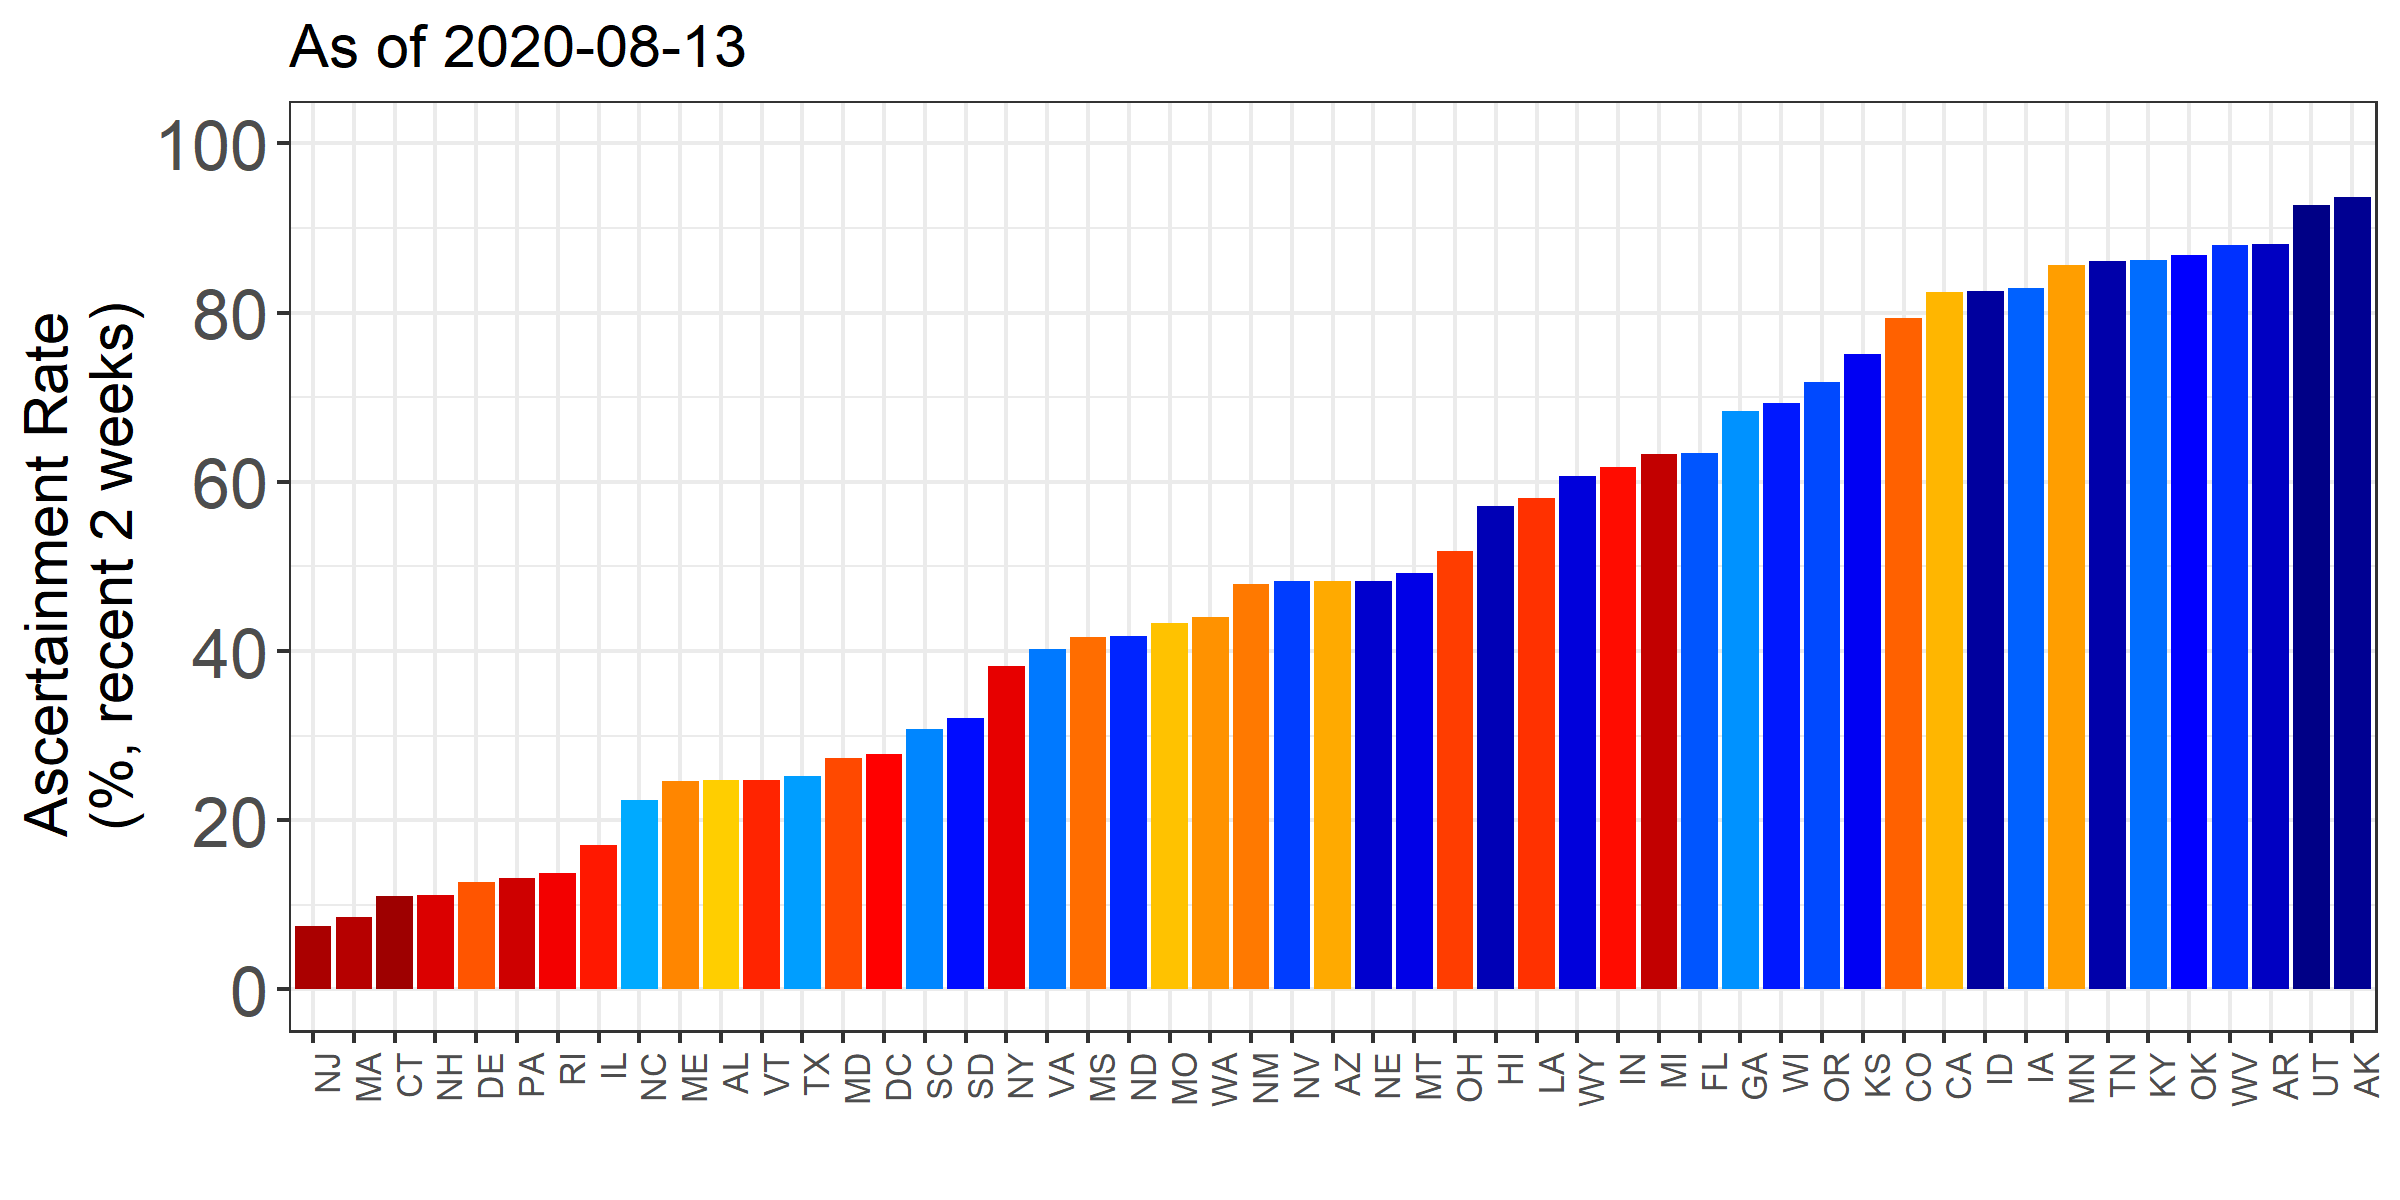 As of 2020-08-13
Ascertainment Rate
(%, recent 2 weeks)
100
80
60
40
20
0
NJ MA CT NH DE PA RI IL NC ME AL VT TX MD DC SC SD NY VA MS ND MO WA NM NV AZ NE MT OH HI LA WY IN MI FL GA WI OR KS CO CA ID IA MN TN KY OK WV AR UT AK